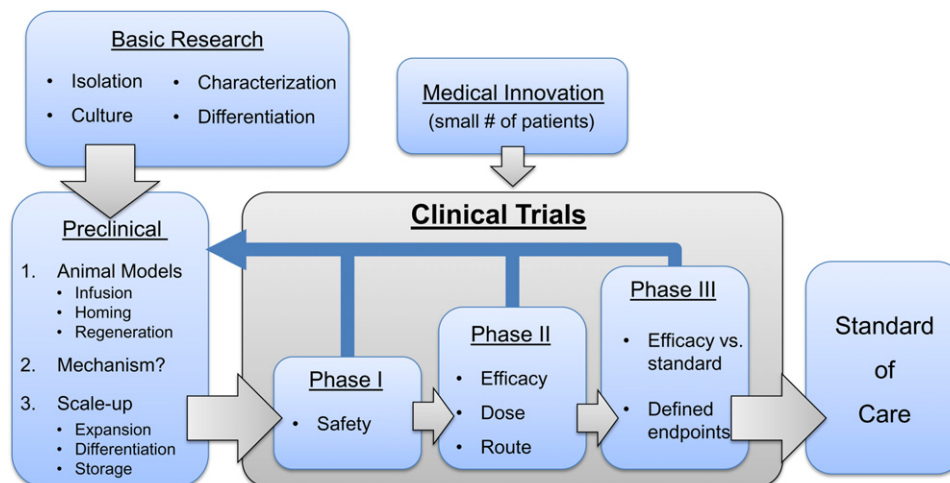 Basic Research
• Isolation
• Culture
• Characterization
• Differentiation
Medical Innovation
(small # of patients)
Preclinical
1. Animal Models
• Infusion
• Homing
• Regeneration
2. Mechanism?
3. Scale-up
• Expansion
• Differentiation
• Storage
Clinical Trials
Phase I
• Safety
Phase II
• Efficacy
• Dose
• Route
Phase III
• Efficacy vs.
standard
• Defined
endpoints
Standard
of
Care